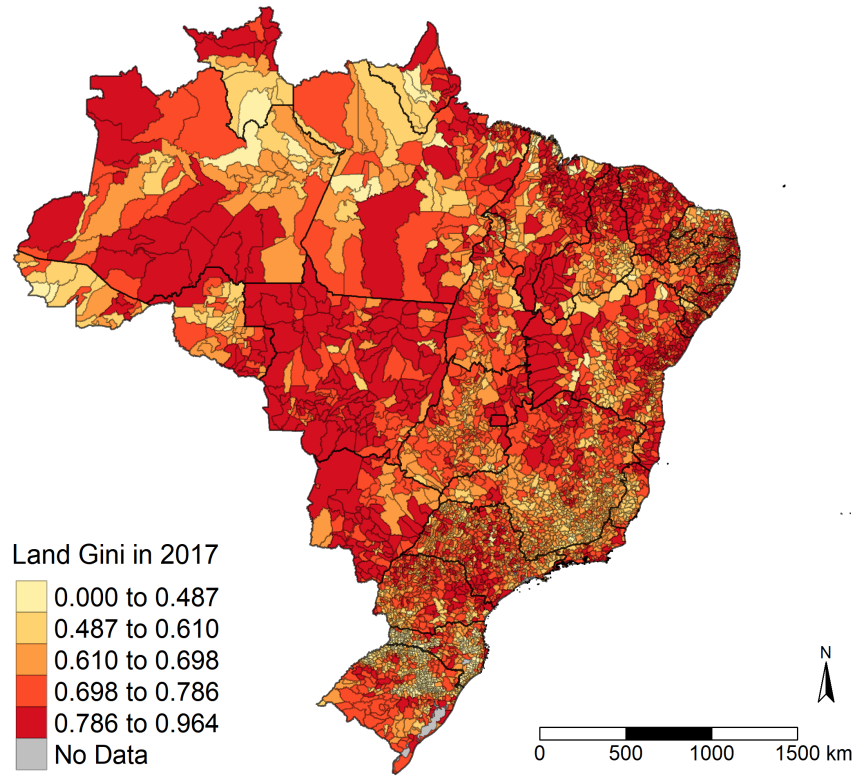 Land Gini in 2017
0.000 to 0.487
0.487 to 0.610
0.610 to 0.698
0.698 to 0.786
0.786 to 0.964
No Data
N
0 500 1000 1500 km